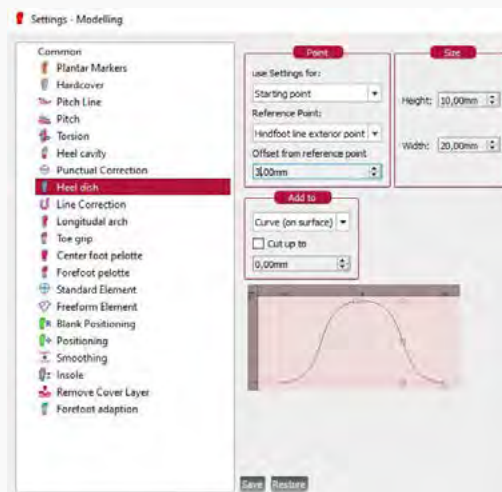 Settings - Modelling
Common
Plantar Markers
Hardcover
Pitch Line
Pitch
Torsion
Heel cavity
Punctual Correction
Heel dish
Line Correction
Longitudal arch
Toe grip
Center foot pelotte
Forefoot pelotte
Standard Element
Freeform Element
Blank Positioning
Positioning
Smoothing
Insole
Remove Cover Layer
Forefoot adaption
Point
use Settings for:
Starting point
Reference Point:
Hindfoot line exterior point
Offset from reference point
3,00mm
Size
Height: 10,00mm
Width: 20,00mm
Add to
Curve (on surface)
Cut up to
0,00mm
Save Restore